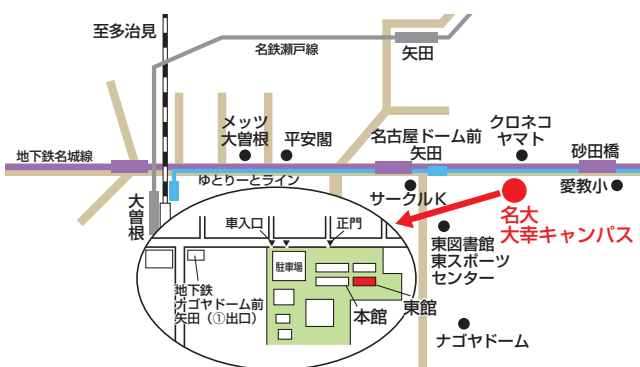 至多治見
名鉄瀬戸線
矢田
メッツ
大曽根
平安閣
名古屋ドーム前
矢田
クロネコ
ヤマト
砂田橋
地下鉄名城線
ゆとりーとライン
大曽根
サークルK
愛教小
名大
大幸キャンパス
東図書館
東スポーツ
センター
ナゴヤドーム
車入口
正門
駐車場
地下鉄
ナゴヤドーム前
矢田（①出口）
本館
東館